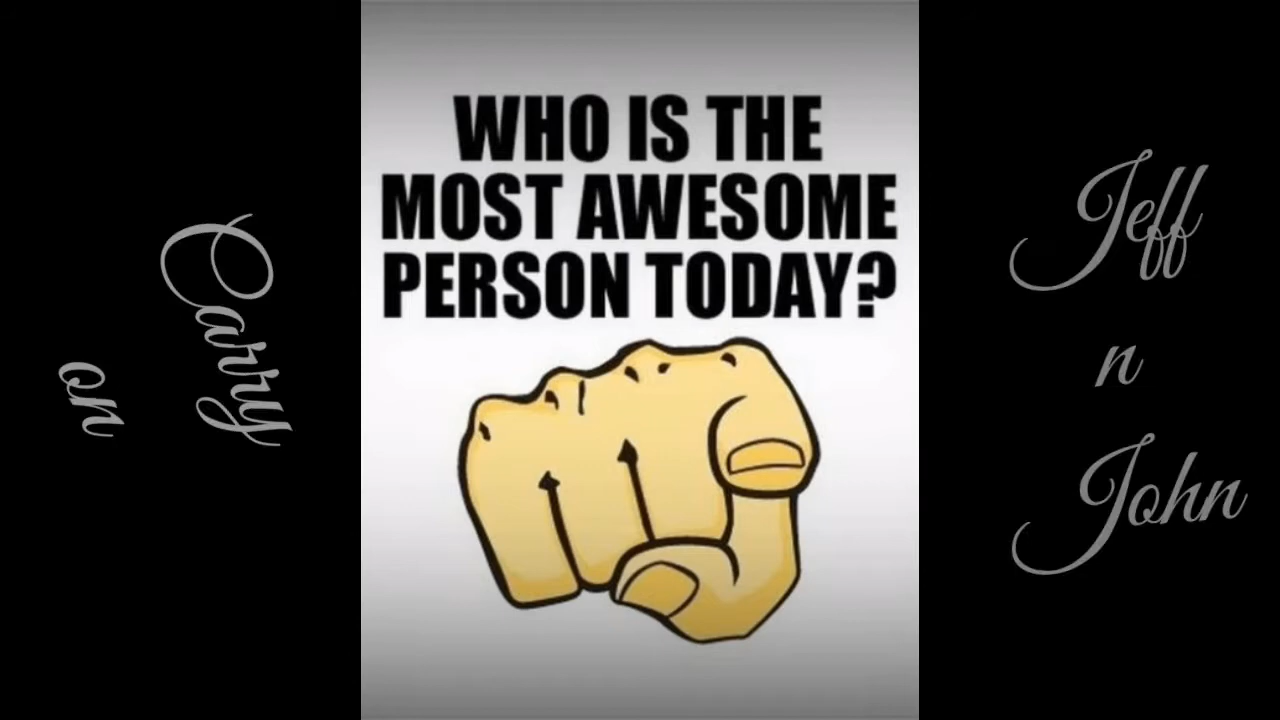 Carry
on
WHO IS THE
MOST AWESOME
PERSON TODAY?
Jeff
n
John